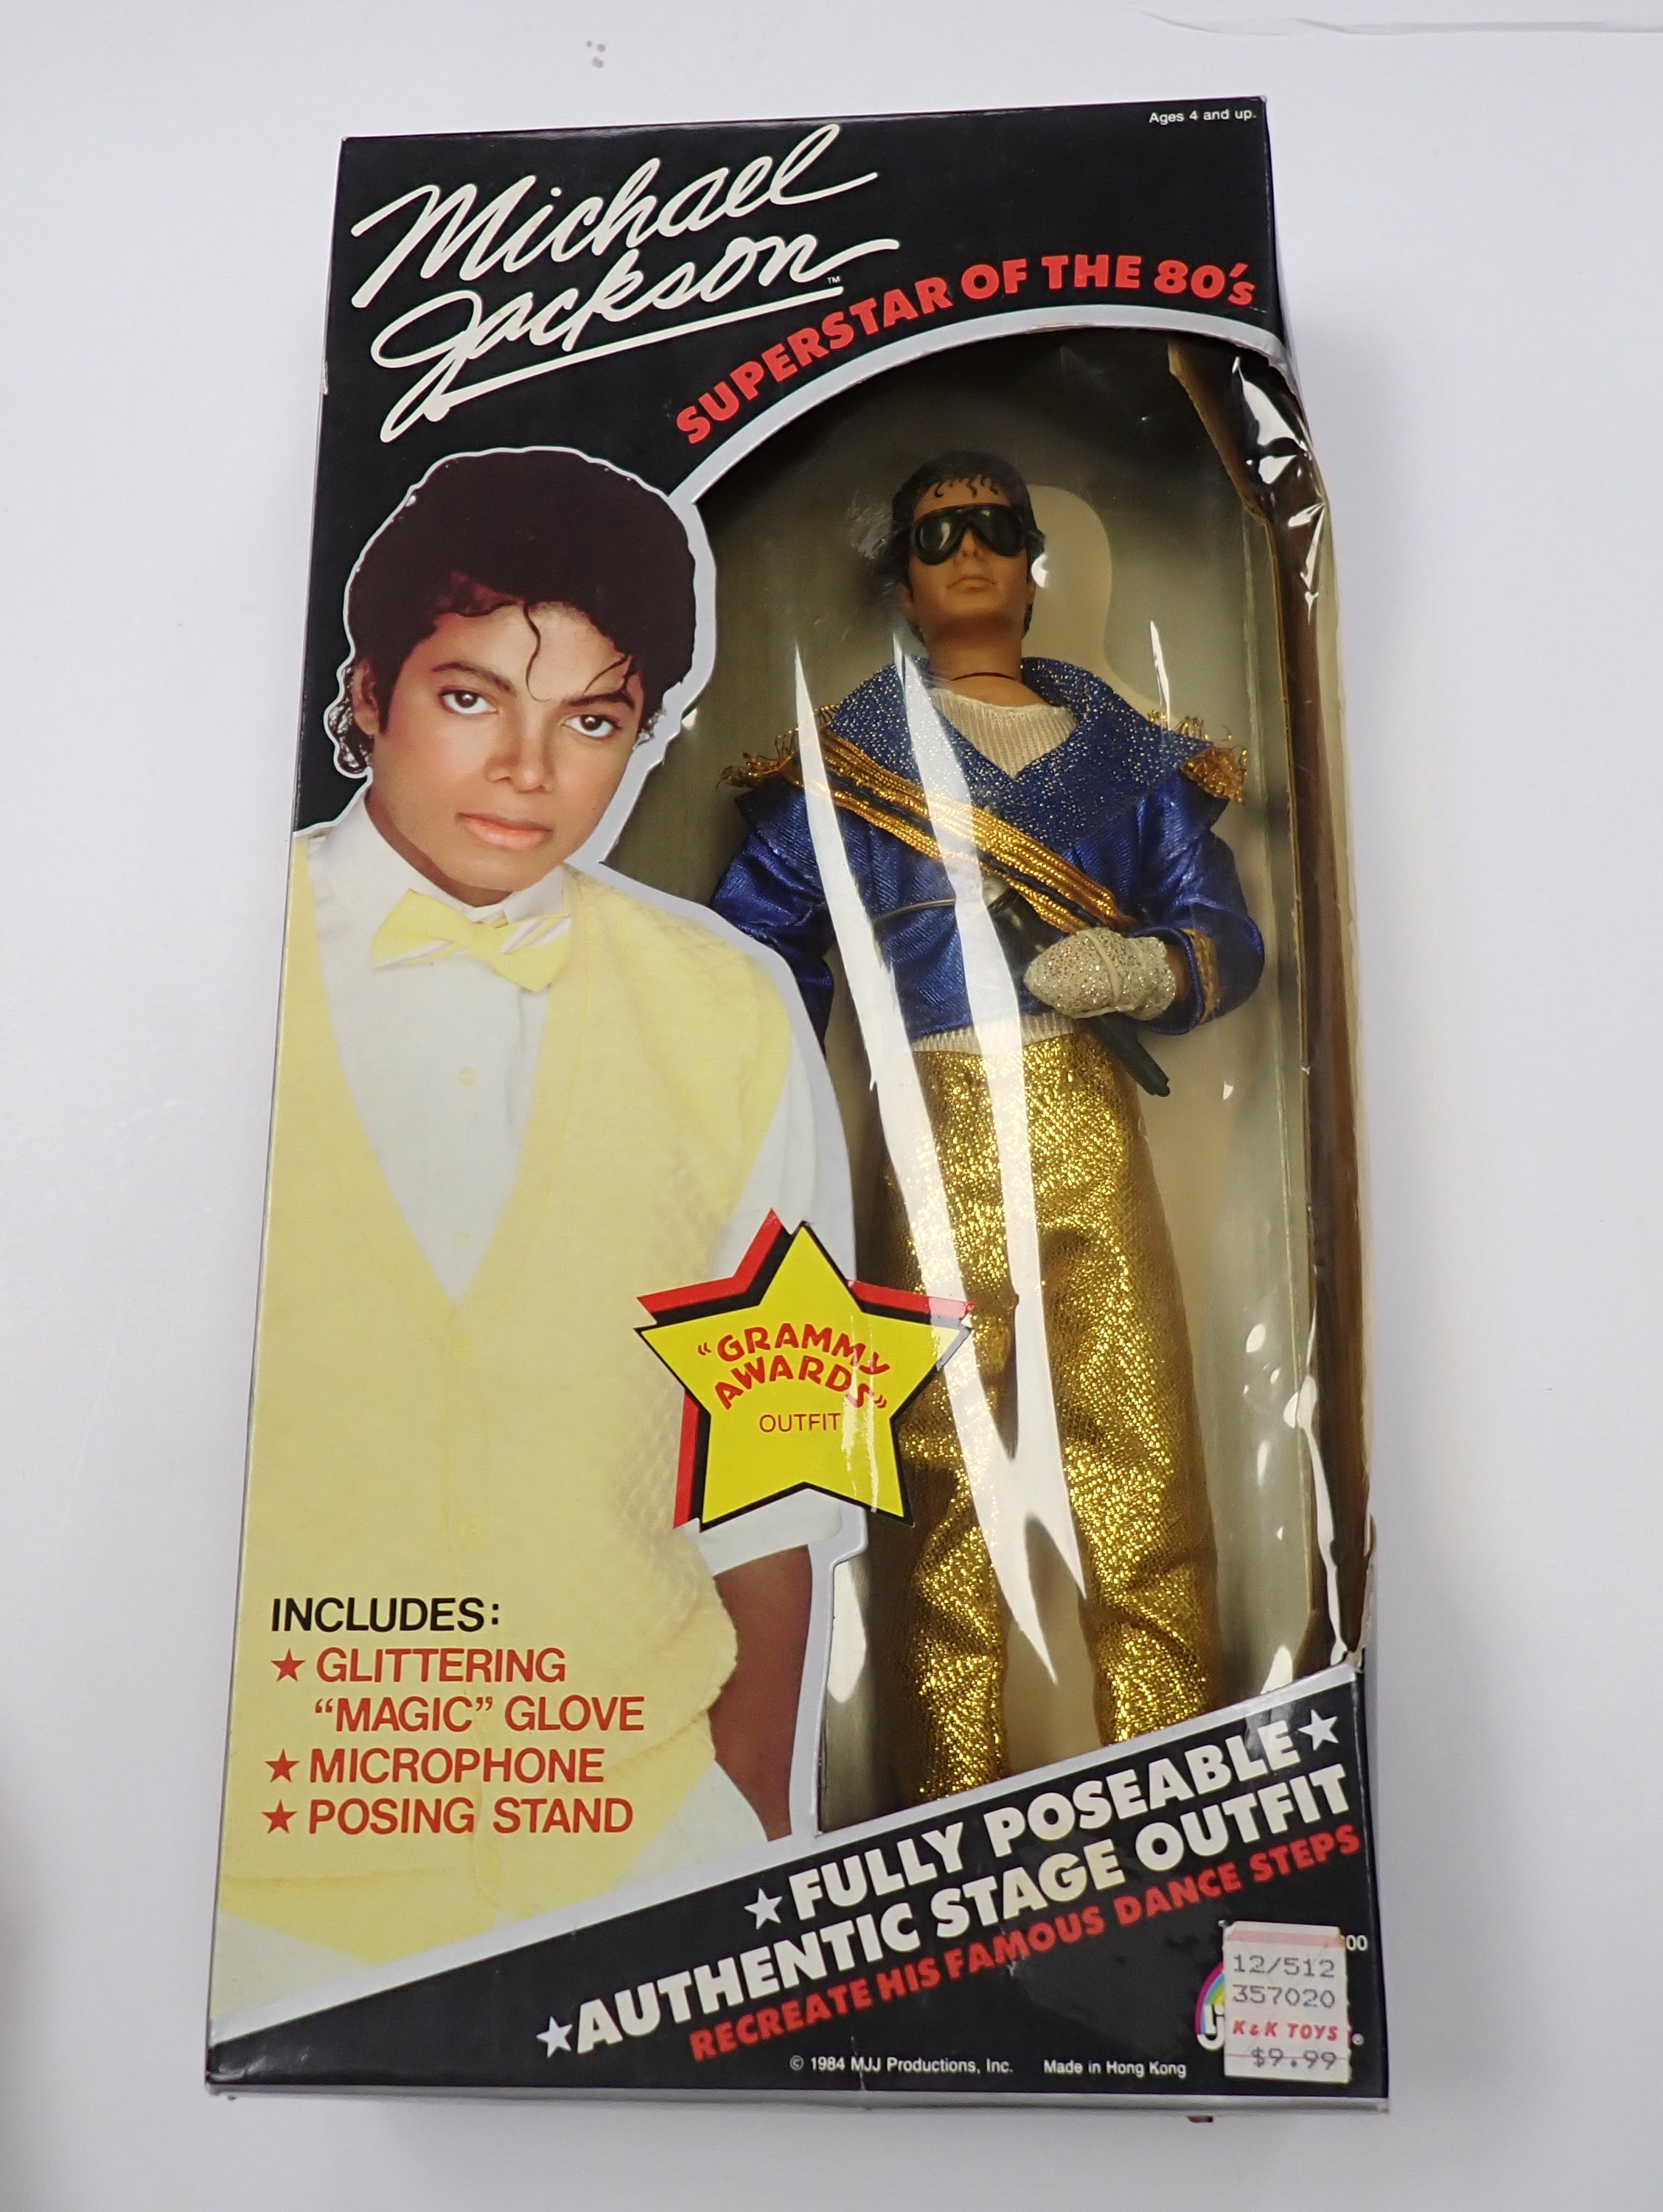 Ages 4 and up.
Michael
Jackson™
SUPERSTAR OF THE 80's
"GRAMMY
AWARDS"
OUTFIT
INCLUDES:
★ GLITTERING
"MAGIC" GLOVE
★ MICROPHONE
★ POSING STAND
★ FULLY POSEABLE ★
★ AUTHENTIC STAGE OUTFIT
RECREATE HIS FAMOUS DANCE STEPS
12/512
357020
K&K TOYS
$9.99
®
© 1984 MJJ Productions, Inc. Made in Hong Kong